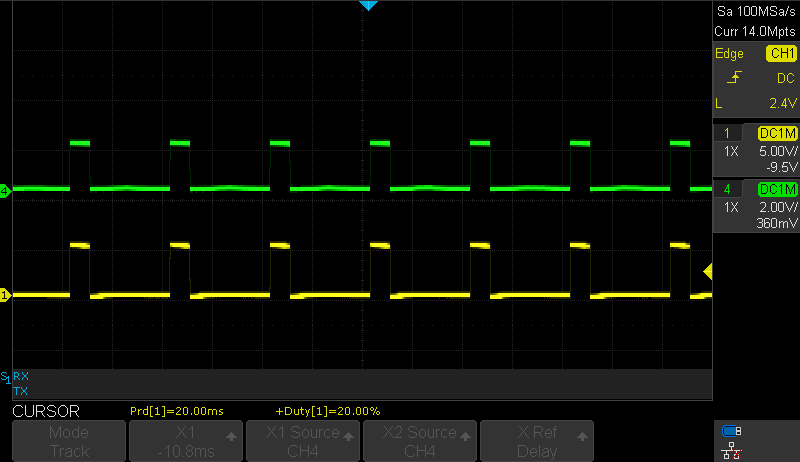 Sa 100MSa/s
Curr 14.0Mpts
Edge CH1
DC
L 2.4V
1 DC1M
1X 5.00V/
-9.5V
4 DC1M
1X 2.00V/
360mV
4
1
S1 RX
TX
CURSOR Prd[1]=20.00ms +Duty[1]=20.00%
Mode X1 X1 Source X2 Source X Ref
Track -10.8ms CH4 CH4 Delay